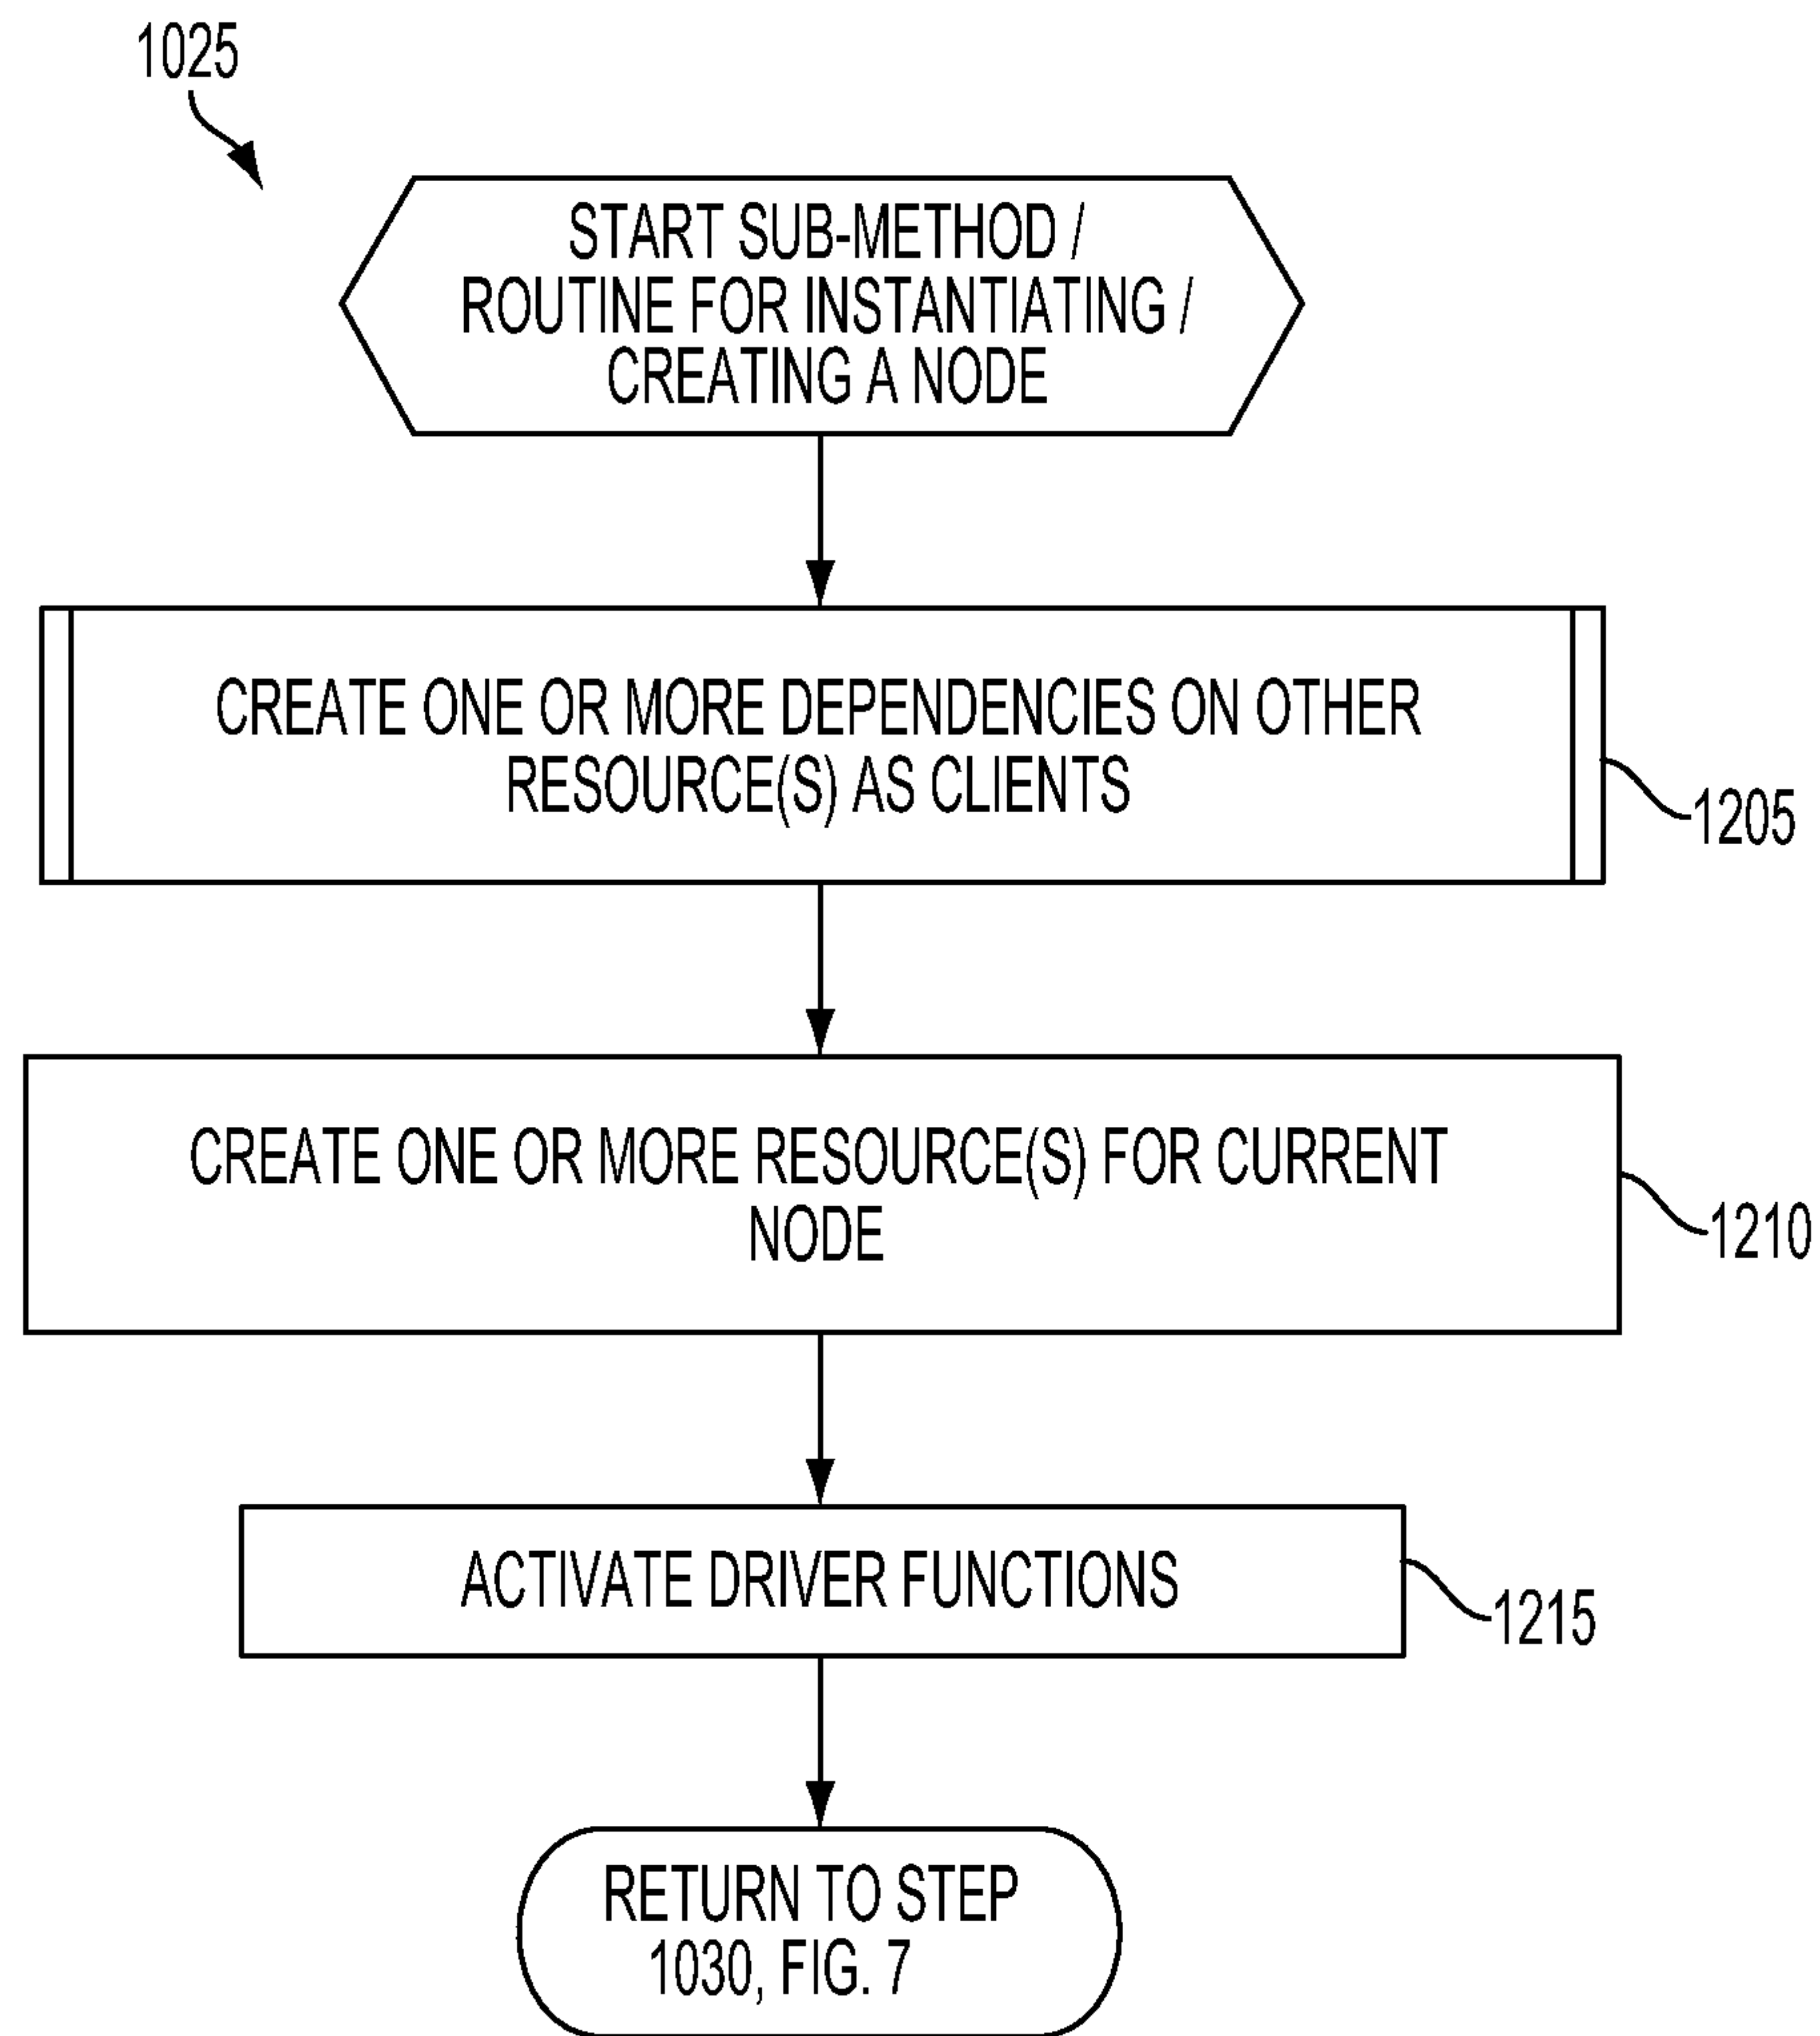 1025
START SUB-METHOD /
ROUTINE FOR INSTANTIATING /
CREATING A NODE
CREATE ONE OR MORE DEPENDENCIES ON OTHER
RESOURCE(S) AS CLIENTS
1205
CREATE ONE OR MORE RESOURCE(S) FOR CURRENT
NODE
1210
ACTIVATE DRIVER FUNCTIONS
1215
RETURN TO STEP
1030, FIG. 7